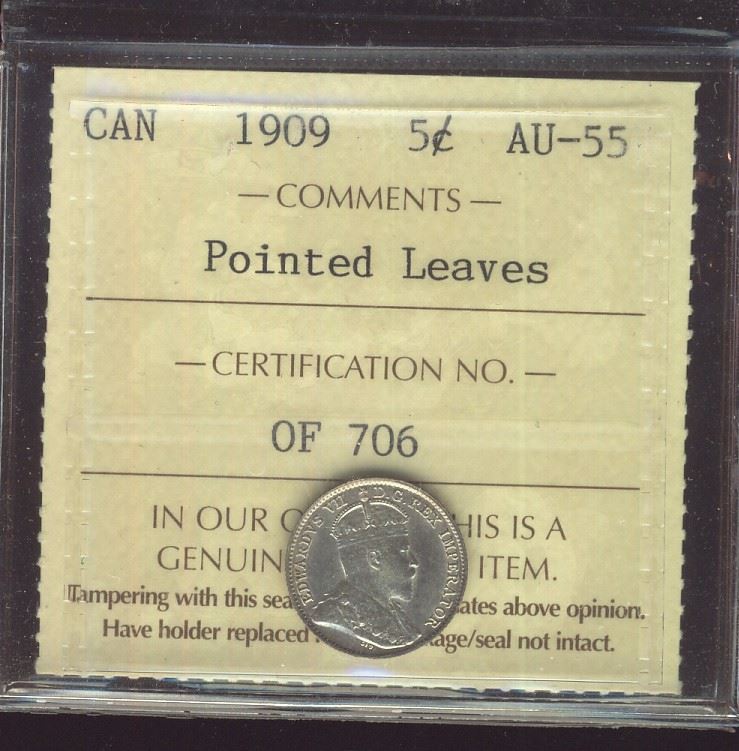 CAN 1909 5¢ AU-55
— COMMENTS —
Pointed Leaves
— CERTIFICATION NO. —
OF 706
IN OUR HIS IS A
GENUIN ITEM.
Tampering with this sea ates above opinion.
Have holder replaced kage/seal not intact.
EDWARDVS VII D.G. REX IMPERATOR